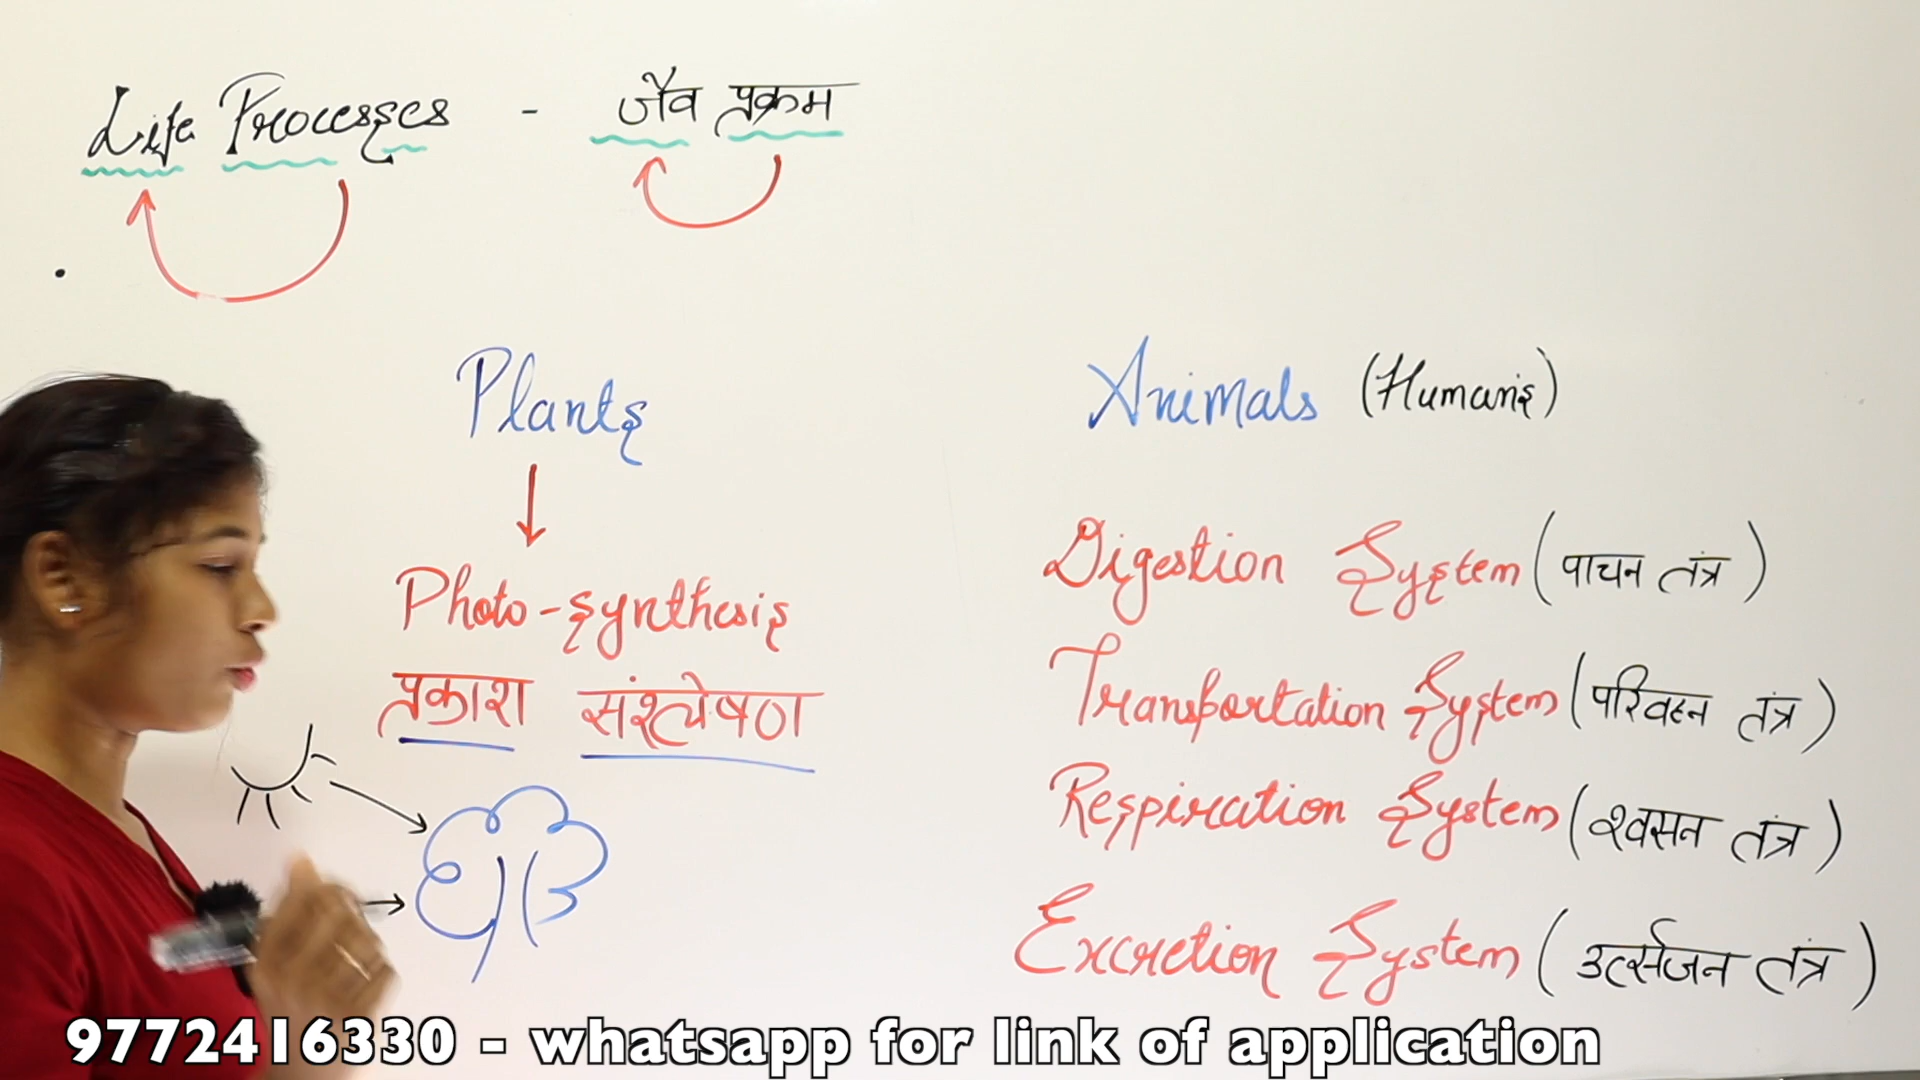 Life Processes - जैव प्रक्रम
Plants
Photo-synthesis
प्रकाश संश्लेषण
Animals (Humans)
Digestion System (पाचन तंत्र)
Transportation System (परिवहन तंत्र)
Respiration System (श्वसन तंत्र)
Excretion System (उत्सर्जन तंत्र)
9772416330 - whatsapp for link of application